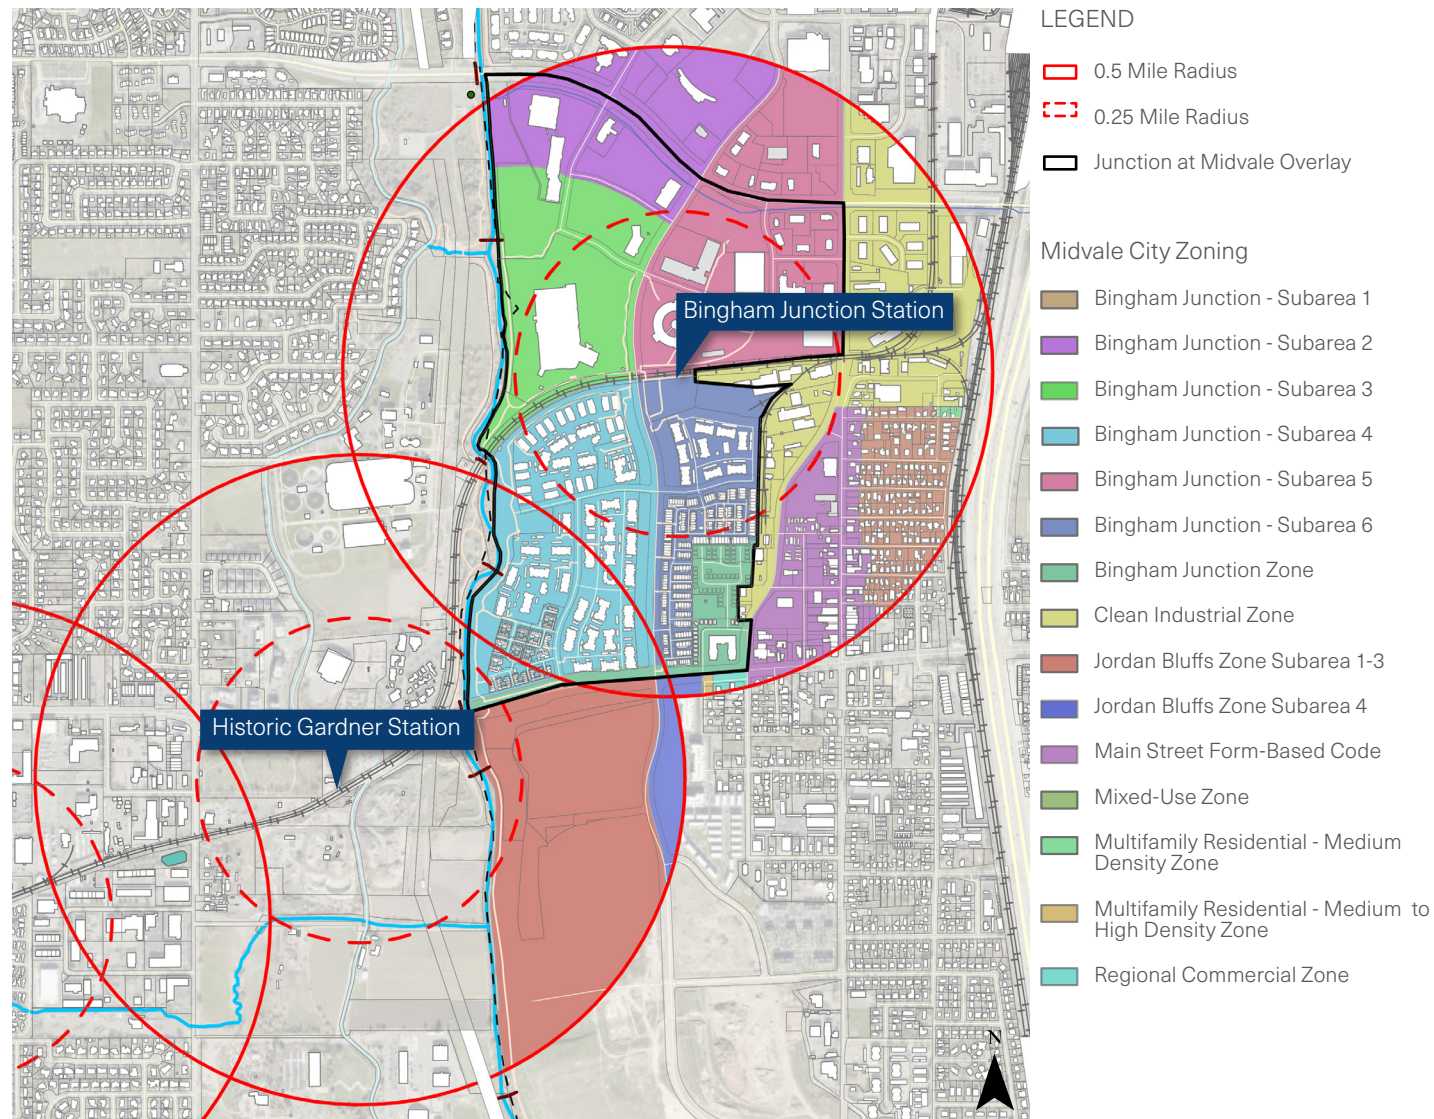 LEGEND
0.5 Mile Radius
0.25 Mile Radius
Junction at Midvale Overlay
Midvale City Zoning
Bingham Junction - Subarea 1
Bingham Junction - Subarea 2
Bingham Junction - Subarea 3
Bingham Junction - Subarea 4
Bingham Junction - Subarea 5
Bingham Junction - Subarea 6
Bingham Junction Zone
Clean Industrial Zone
Jordan Bluffs Zone Subarea 1-3
Jordan Bluffs Zone Subarea 4
Main Street Form-Based Code
Mixed-Use Zone
Multifamily Residential - Medium
Density Zone
Multifamily Residential - Medium to
High Density Zone
Regional Commercial Zone
Bingham Junction Station
Historic Gardner Station
N